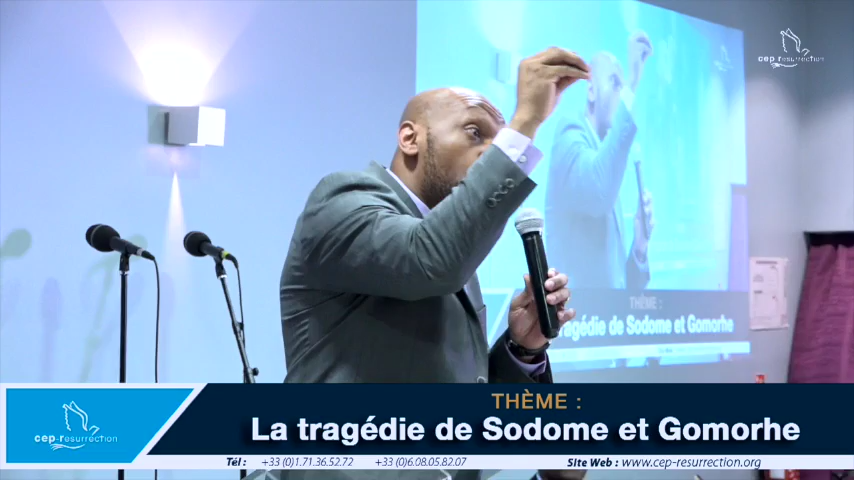 cep-resurrection
THÈME :
tragédie de Sodome et Gomorhe
THÈME :
La tragédie de Sodome et Gomorhe
cep-resurrection
Tél : +33 (0)1.71.36.52.72 +33 (0)6.08.05.82.07 Site Web : www.cep-resurrection.org